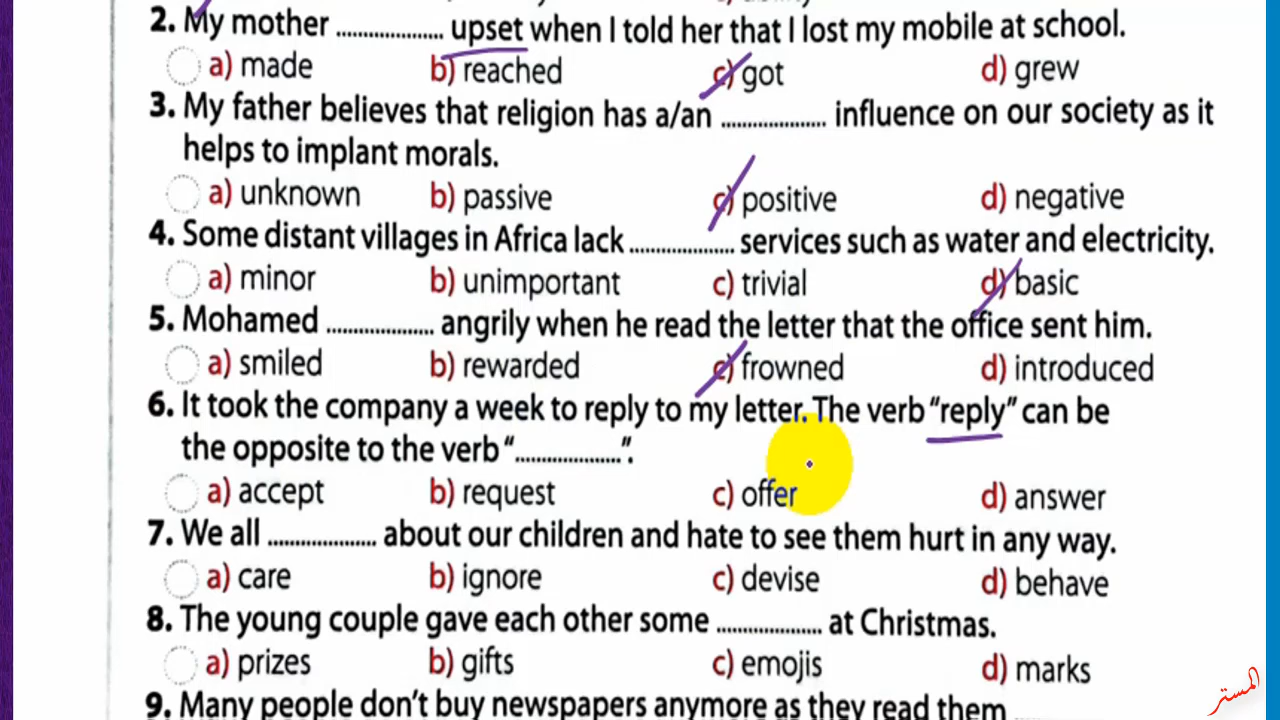 2. My mother .................... upset when I told her that I lost my mobile at school.
a) made b) reached c) got d) grew
3. My father believes that religion has a/an .................... influence on our society as it
helps to implant morals.
a) unknown b) passive c) positive d) negative
4. Some distant villages in Africa lack .................... services such as water and electricity.
a) minor b) unimportant c) trivial d) basic
5. Mohamed .................... angrily when he read the letter that the office sent him.
a) smiled b) rewarded c) frowned d) introduced
6. It took the company a week to reply to my letter. The verb “reply” can be
the opposite to the verb “....................”.
a) accept b) request c) offer d) answer
7. We all .................... about our children and hate to see them hurt in any way.
a) care b) ignore c) devise d) behave
8. The young couple gave each other some .................... at Christmas.
a) prizes b) gifts c) emojis d) marks
9. Many people don’t buy newspapers anymore as they read them ....................
المستر